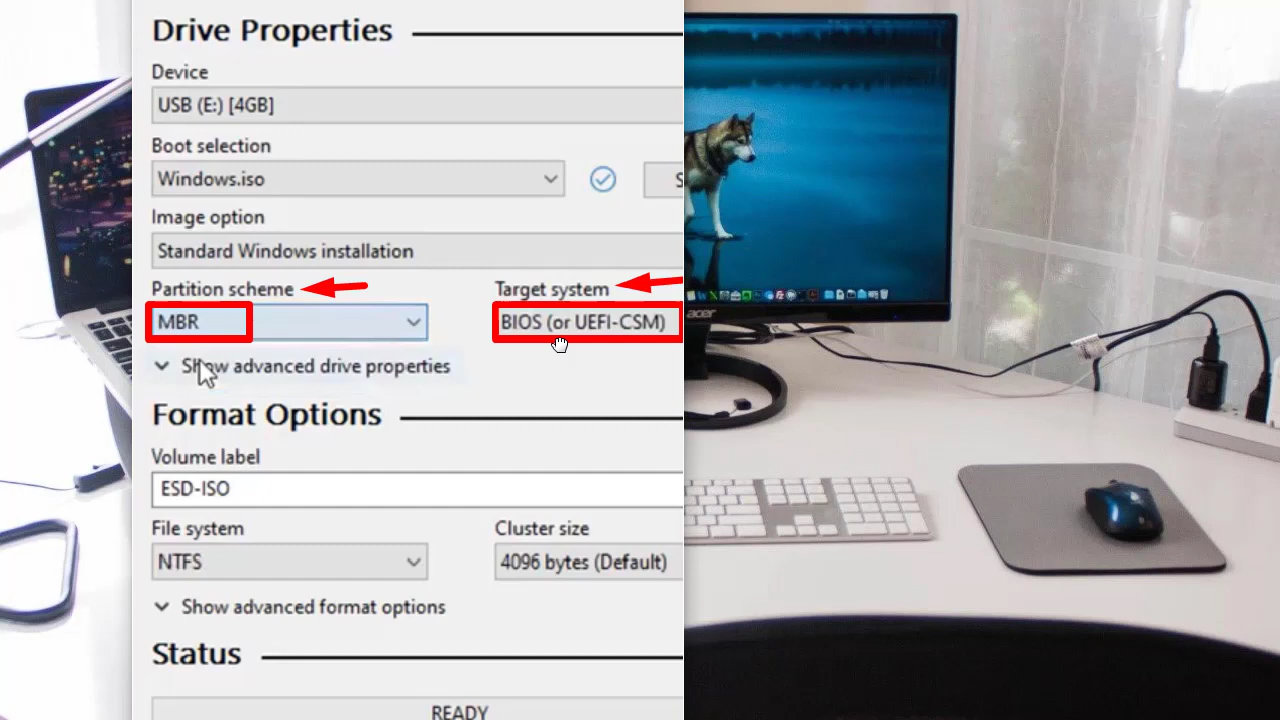 Drive Properties
Device
USB (E:) [4GB]
Boot selection
Windows.iso
S
Image option
Standard Windows installation
Partition scheme
Target system
MBR
BIOS (or UEFI-CSM)
Show advanced drive properties
Format Options
Volume label
ESD-ISO
File system
Cluster size
NTFS
4096 bytes (Default)
Show advanced format options
Status
READY
acer